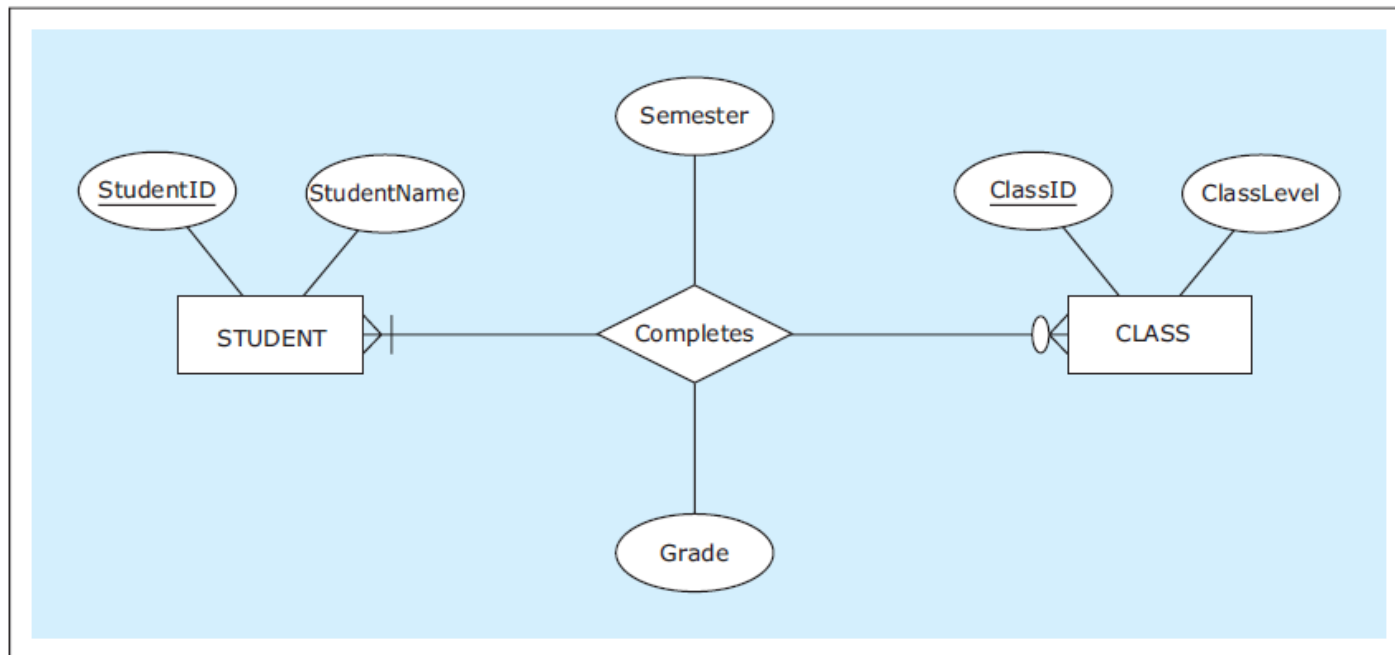 Semester
StudentID
StudentName
ClassID
ClassLevel
STUDENT
Completes
CLASS
Grade